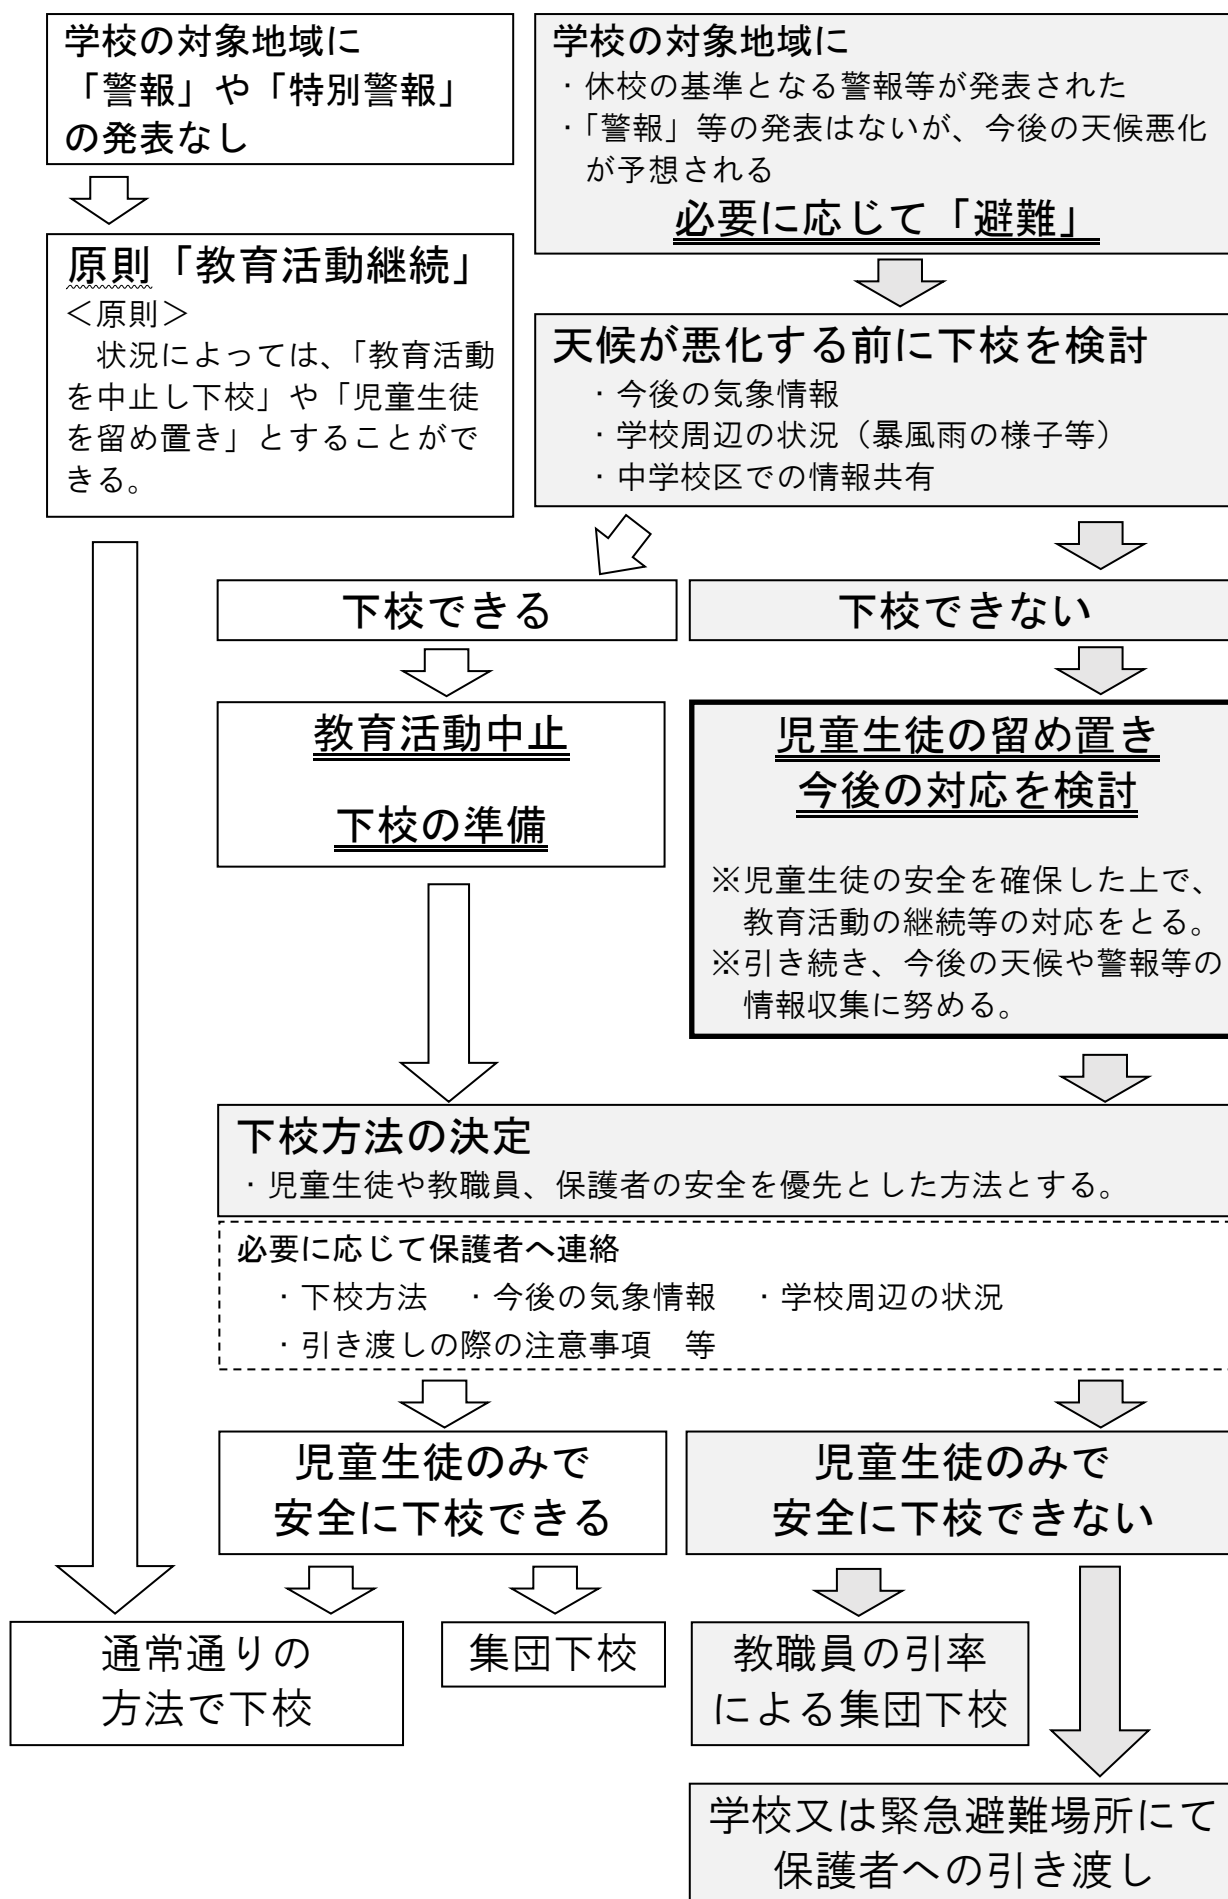 学校の対象地域に
「警報」や「特別警報」
の発表なし
学校の対象地域に
・休校の基準となる警報等が発表された
・「警報」等の発表はないが、今後の天候悪化
が予想される
必要に応じて「避難」
原則「教育活動継続」
＜原則＞
状況によっては、「教育活動
を中止し下校」や「児童生徒
を留め置き」とすることがで
きる。
天候が悪化する前に下校を検討
・今後の気象情報
・学校周辺の状況（暴風雨の様子等）
・中学校区での情報共有
下校できる
下校できない
教育活動中止
下校の準備
児童生徒の留め置き
今後の対応を検討
※児童生徒の安全を確保した上で、
教育活動の継続等の対応をとる。
※引き続き、今後の天候や警報等の
情報収集に努める。
下校方法の決定
・児童生徒や教職員、保護者の安全を優先とした方法とする。
必要に応じて保護者へ連絡
・下校方法　・今後の気象情報　・学校周辺の状況
・引き渡しの際の注意事項　等
児童生徒のみで
安全に下校できる
児童生徒のみで
安全に下校できない
通常通りの
方法で下校
集団下校
教職員の引率
による集団下校
学校又は緊急避難場所にて
保護者への引き渡し